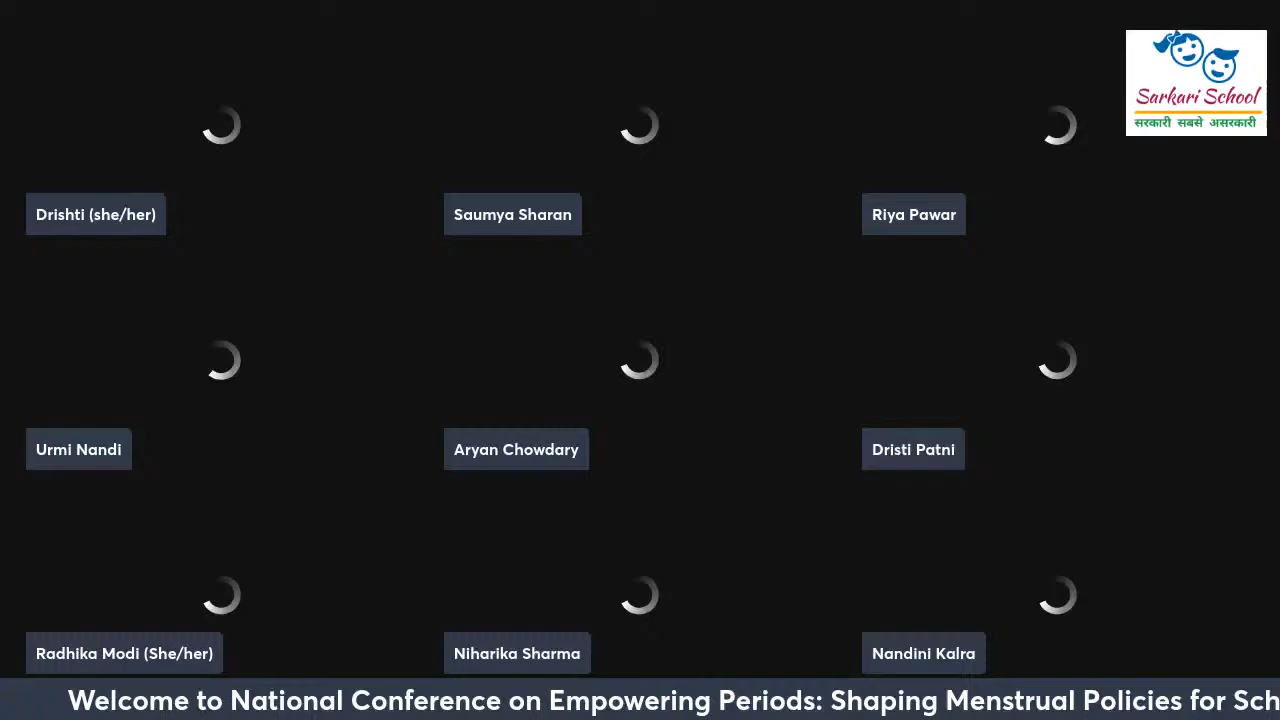 Sarkari School
सरकारी सबसे असरकारी
Drishti (she/her)
Saumya Sharan
Riya Pawar
Urmi Nandi
Aryan Chowdary
Dristi Patni
Radhika Modi (She/her)
Niharika Sharma
Nandini Kalra
Welcome to National Conference on Empowering Periods: Shaping Menstrual Policies for Sch